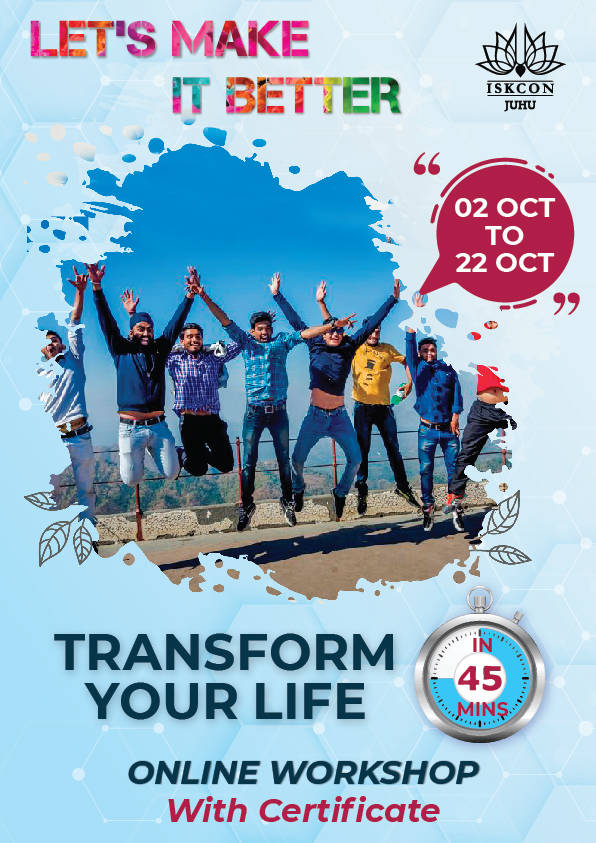 LET'S MAKE
IT BETTER
ISKCON
JUHU
“
02 OCT
TO
22 OCT
”
TRANSFORM
YOUR LIFE
IN
45
MINS
ONLINE WORKSHOP
With Certificate